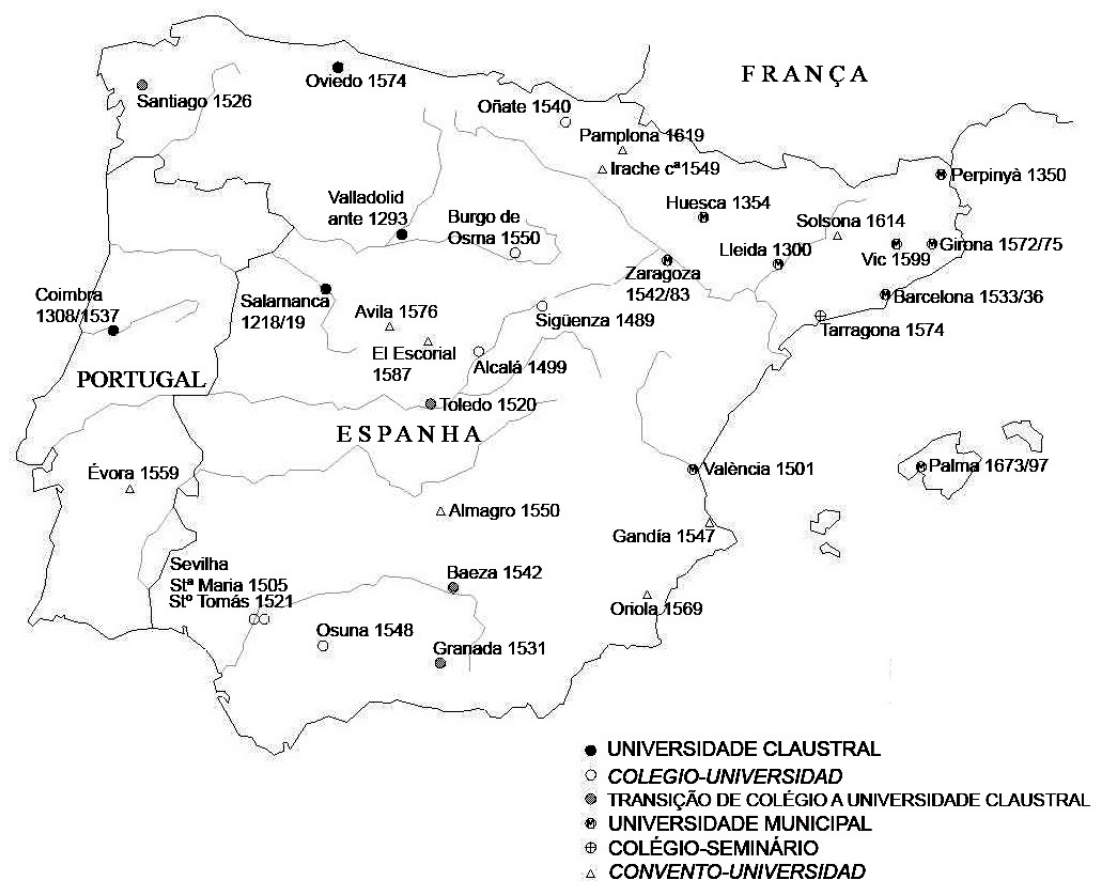 FRANÇA
Oviedo 1574
Santiago 1526
Oñate 1540
Pamplona 1619
Irache cª1549
Perpinyà 1350
Valladolid
ante 1293
Burgo de
Osma 1550
Huesca 1354
Solsona 1614
Lleida 1300
Girona 1572/75
Vic 1599
Zaragoza
1542/83
Barcelona 1533/36
Tarragona 1574
Coimbra
1308/1537
Salamanca
1218/19
Avila 1576
El Escorial
1587
Sigüenza 1489
Alcalá 1499
PORTUGAL
Toledo 1520
ESPANHA
Évora 1559
València 1501
Palma 1673/97
Almagro 1550
Gandía 1547
Sevilha
Stª Maria 1505
Stº Tomás 1521
Baeza 1542
Oriola 1569
Osuna 1548
Granada 1531
UNIVERSIDADE CLAUSTRAL
COLEGIO-UNIVERSIDAD
TRANSIÇÃO DE COLÉGIO A UNIVERSIDADE CLAUSTRAL
M UNIVERSIDADE MUNICIPAL
COLÉGIO-SEMINÁRIO
CONVENTO-UNIVERSIDAD